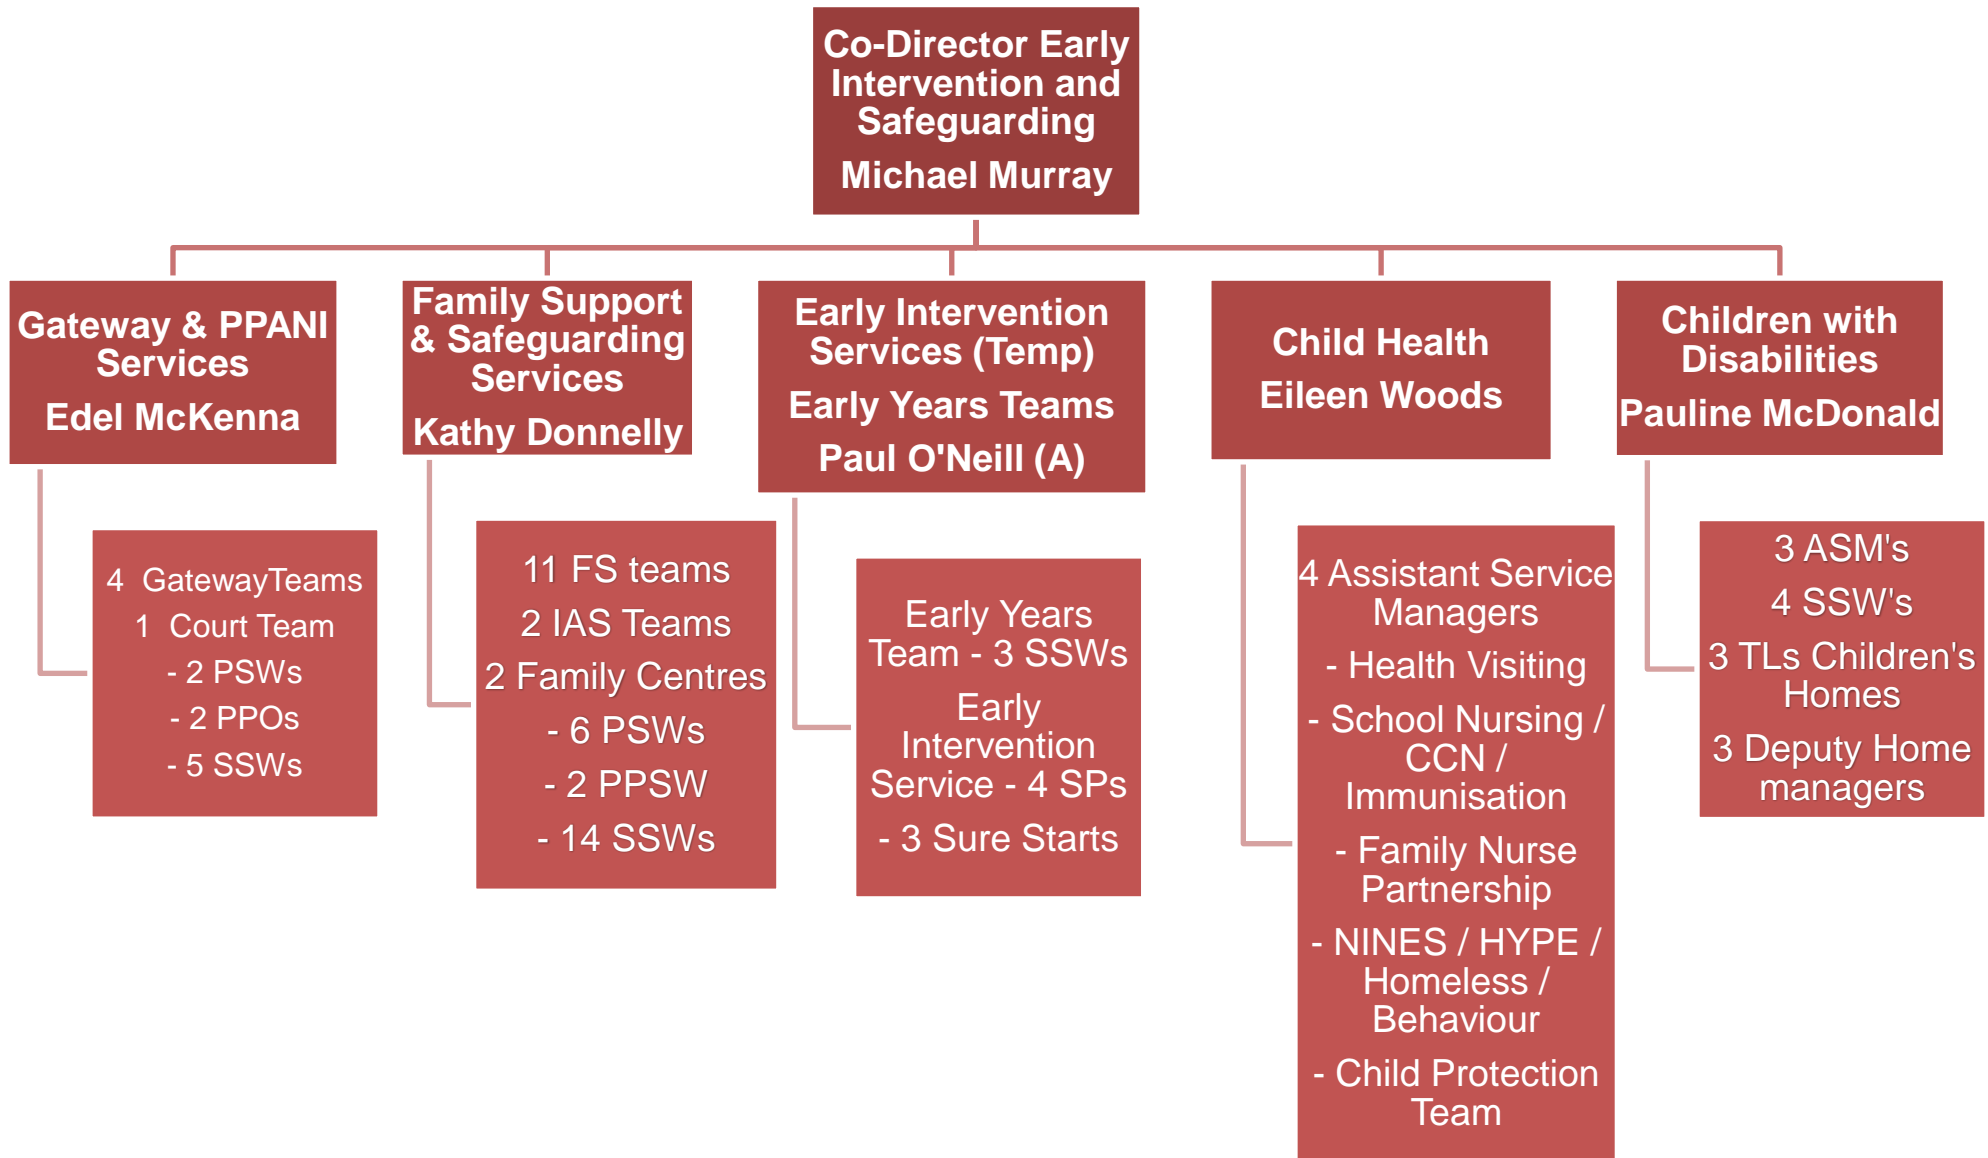 Co-Director Early
Intervention and
Safeguarding
Michael Murray
Gateway & PPANI
Services
Edel McKenna
4 GatewayTeams
1 Court Team
- 2 PSWs
- 2 PPOs
- 5 SSWs
Family Support
& Safeguarding
Services
Kathy Donnelly
11 FS teams
2 IAS Teams
2 Family Centres
- 6 PSWs
- 2 PPSW
- 14 SSWs
Early Intervention
Services (Temp)
Early Years Teams
Paul O'Neill (A)
Early Years
Team - 3 SSWs
Early
Intervention
Service - 4 SPs
- 3 Sure Starts
Child Health
Eileen Woods
4 Assistant Service
Managers
- Health Visiting
- School Nursing /
CCN /
Immunisation
- Family Nurse
Partnership
- NINES / HYPE /
Homeless /
Behaviour
- Child Protection
Team
Children with
Disabilities
Pauline McDonald
3 ASM's
4 SSW's
3 TLs Children's
Homes
3 Deputy Home
managers